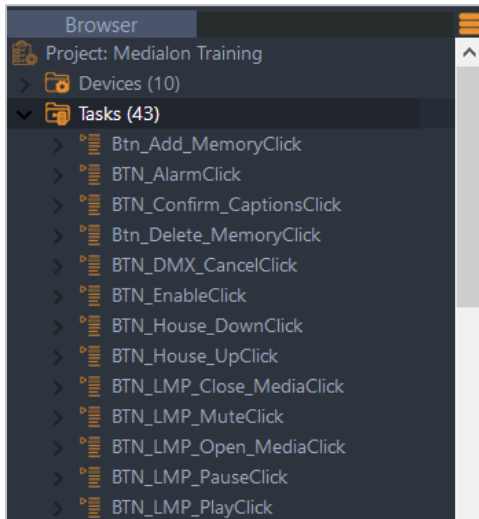 Browser
Project: Medialon Training
Devices (10)
Tasks (43)
Btn_Add_MemoryClick
BTN_AlarmClick
BTN_Confirm_CaptionsClick
Btn_Delete_MemoryClick
BTN_DMX_CancelClick
BTN_EnableClick
BTN_House_DownClick
BTN_House_UpClick
BTN_LMP_Close_MediaClick
BTN_LMP_MuteClick
BTN_LMP_Open_MediaClick
BTN_LMP_PauseClick
BTN_LMP_PlayClick